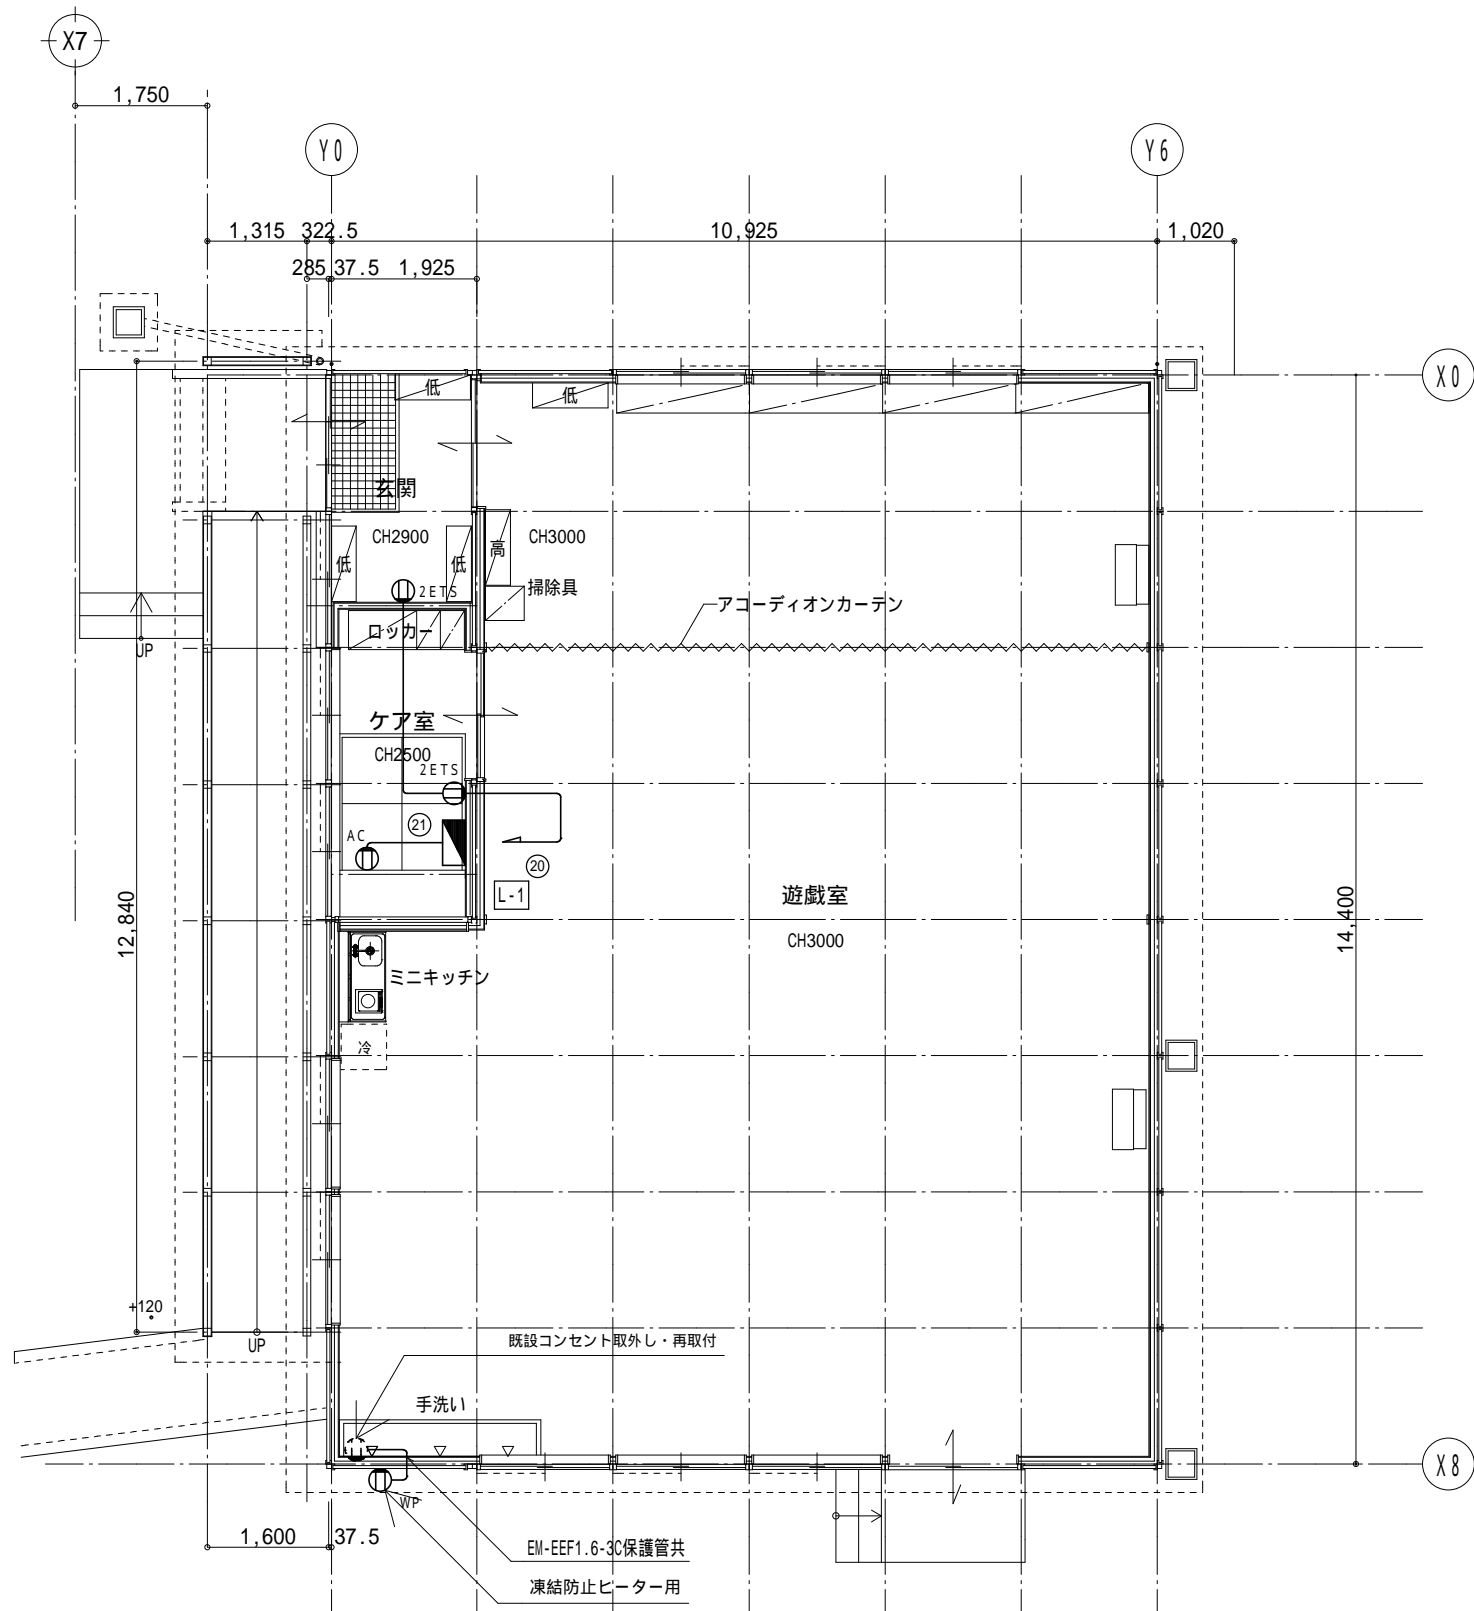 X7
1,750
Y0
Y6
1,315
322.5
10,925
1,020
285
37.5
1,925
X0
低
低
玄関
CH2900
高
CH3000
低
低
2ETS
掃除具
アコーディオンカーテン
ロッカー
UP
ケア室
CH2500
2ETS
AC
21
20
L-1
遊戯室
CH3000
12,840
14,400
ミニキッチン
冷
+120
UP
既設コンセント取外し・再取付
手洗い
X8
WP
1,600
37.5
EM-EEF1.6-3C保護管共
凍結防止ヒーター用